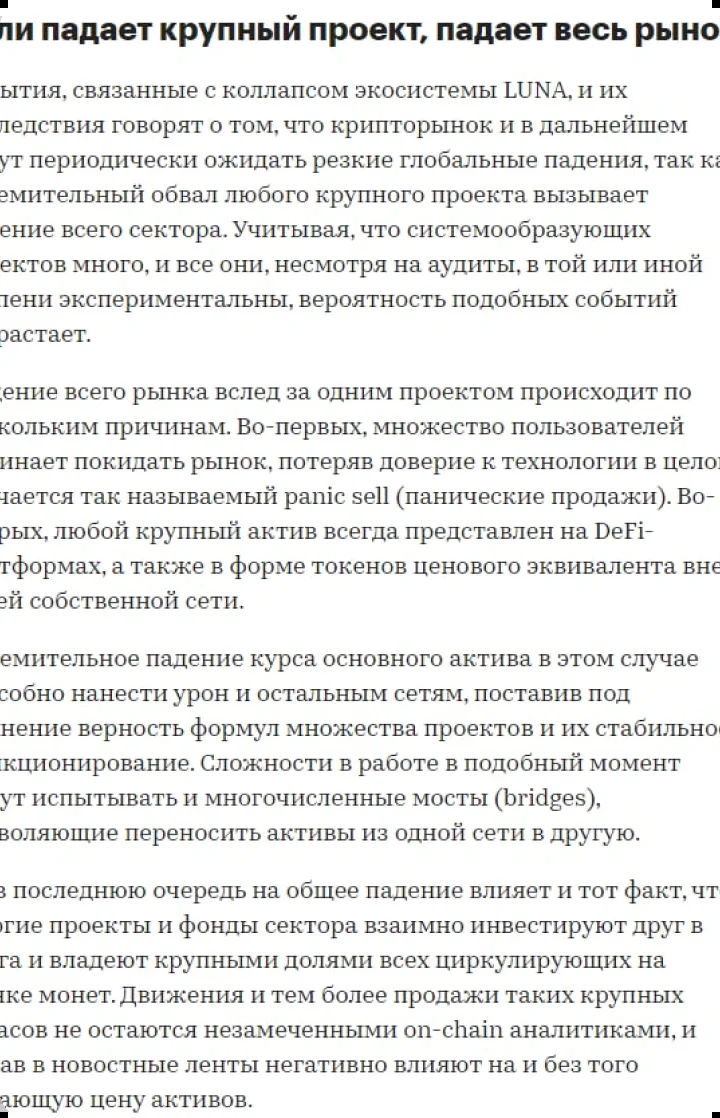 ли падает крупный проект, падает весь рыно
ытия, связанные с коллапсом экосистемы LUNA, и их
ледствия говорят о том, что крипторынок и в дальнейшем
ут периодически ожидать резкие глобальные падения, так ка
емительный обвал любого крупного проекта вызывает
ение всего сектора. Учитывая, что системообразующих
ектов много, и все они, несмотря на аудиты, в той или иной
пени экспериментальны, вероятность подобных событий
растает.
дение всего рынка вслед за одним проектом происходит по
кольким причинам. Во-первых, множество пользователей
инает покидать рынок, потеряв доверие к технологии в цело
чается так называемый panic sell (панические продажи). Во-
рых, любой крупный актив всегда представлен на DeFi-
тформах, а также в форме токенов ценового эквивалента вне
ей собственной сети.
емительное падение курса основного актива в этом случае
собно нанести урон и остальным сетям, поставив под
нение верность формул множества проектов и их стабильно
кционирование. Сложности в работе в подобный момент
ут испытывать и многочисленные мосты (bridges),
воляющие переносить активы из одной сети в другую.
в последнюю очередь на общее падение влияет и тот факт, чт
гие проекты и фонды сектора взаимно инвестируют друг в
га и владеют крупными долями всех циркулирующих на
нке монет. Движения и тем более продажи таких крупных
асов не остаются незамеченными on-chain аналитиками, и
ав в новостные ленты негативно влияют на и без того
ающую цену активов.